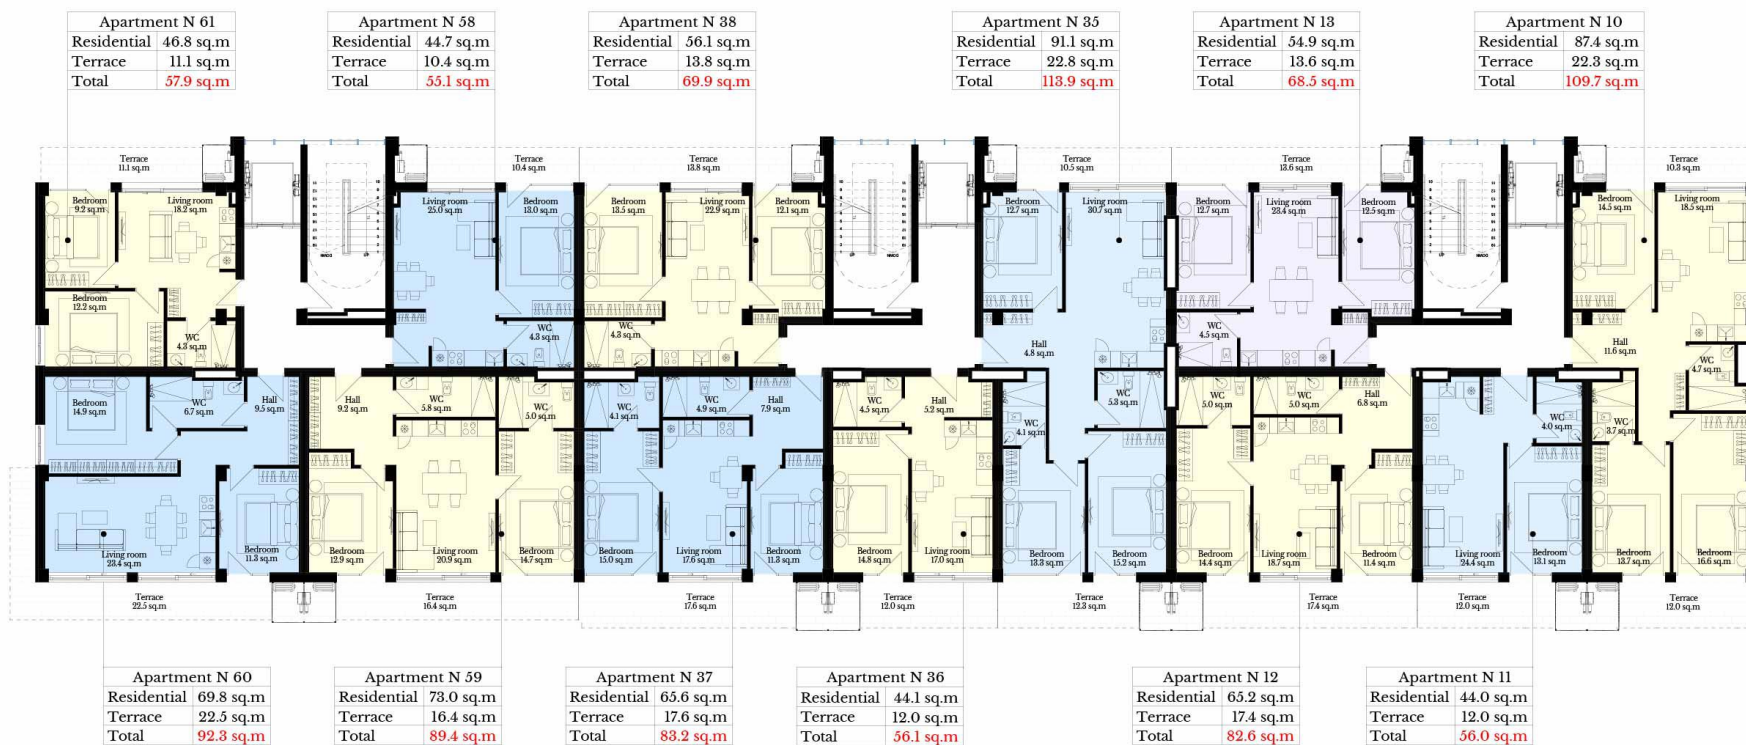 Apartment N 61
Residential 46.8 sq.m
Terrace 11.1 sq.m
Total 57.9 sq.m
Apartment N 58
Residential 44.7 sq.m
Terrace 10.4 sq.m
Total 55.1 sq.m
Apartment N 38
Residential 56.1 sq.m
Terrace 13.8 sq.m
Total 69.9 sq.m
Apartment N 35
Residential 91.1 sq.m
Terrace 22.8 sq.m
Total 113.9 sq.m
Apartment N 13
Residential 54.9 sq.m
Terrace 13.6 sq.m
Total 68.5 sq.m
Apartment N 10
Residential 87.4 sq.m
Terrace 22.3 sq.m
Total 109.7 sq.m
Terrace
11.1 sq.m
Bedroom
9.2 sq.m
Living room
18.2 sq.m
Bedroom
12.2 sq.m
WC
4.3 sq.m
Terrace
10.4 sq.m
Living room
25.0 sq.m
Bedroom
13.0 sq.m
WC
4.3 sq.m
Terrace
13.8 sq.m
Bedroom
13.5 sq.m
Living room
22.9 sq.m
Bedroom
12.1 sq.m
WC
4.3 sq.m
Terrace
10.5 sq.m
Bedroom
12.7 sq.m
Living room
30.7 sq.m
Hall
4.8 sq.m
WC
4.1 sq.m
WC
5.3 sq.m
Bedroom
13.3 sq.m
Bedroom
15.2 sq.m
Terrace
12.3 sq.m
Terrace
13.6 sq.m
Bedroom
12.7 sq.m
Living room
23.4 sq.m
Bedroom
12.5 sq.m
WC
4.5 sq.m
Terrace
10.3 sq.m
Bedroom
14.5 sq.m
Living room
18.5 sq.m
Hall
11.6 sq.m
WC
4.7 sq.m
WC
3.7 sq.m
Bedroom
13.7 sq.m
Bedroom
16.6 sq.m
Terrace
12.0 sq.m
Bedroom
14.9 sq.m
WC
6.7 sq.m
Hall
9.5 sq.m
Living room
23.4 sq.m
Bedroom
11.3 sq.m
Terrace
22.5 sq.m
Hall
9.2 sq.m
WC
5.8 sq.m
WC
5.0 sq.m
Bedroom
12.9 sq.m
Living room
20.9 sq.m
Bedroom
14.7 sq.m
Terrace
16.4 sq.m
WC
4.1 sq.m
WC
4.9 sq.m
Hall
7.9 sq.m
Bedroom
15.0 sq.m
Living room
17.6 sq.m
Bedroom
11.3 sq.m
Terrace
17.6 sq.m
WC
4.5 sq.m
Hall
5.2 sq.m
Bedroom
14.8 sq.m
Living room
17.0 sq.m
Terrace
12.0 sq.m
WC
5.0 sq.m
WC
5.0 sq.m
Hall
6.8 sq.m
Bedroom
14.4 sq.m
Living room
18.7 sq.m
Bedroom
11.4 sq.m
Terrace
17.4 sq.m
WC
4.0 sq.m
Living room
24.4 sq.m
Bedroom
13.1 sq.m
Terrace
12.0 sq.m
Apartment N 60
Residential 69.8 sq.m
Terrace 22.5 sq.m
Total 92.3 sq.m
Apartment N 59
Residential 73.0 sq.m
Terrace 16.4 sq.m
Total 89.4 sq.m
Apartment N 37
Residential 65.6 sq.m
Terrace 17.6 sq.m
Total 83.2 sq.m
Apartment N 36
Residential 44.1 sq.m
Terrace 12.0 sq.m
Total 56.1 sq.m
Apartment N 12
Residential 65.2 sq.m
Terrace 17.4 sq.m
Total 82.6 sq.m
Apartment N 11
Residential 44.0 sq.m
Terrace 12.0 sq.m
Total 56.0 sq.m